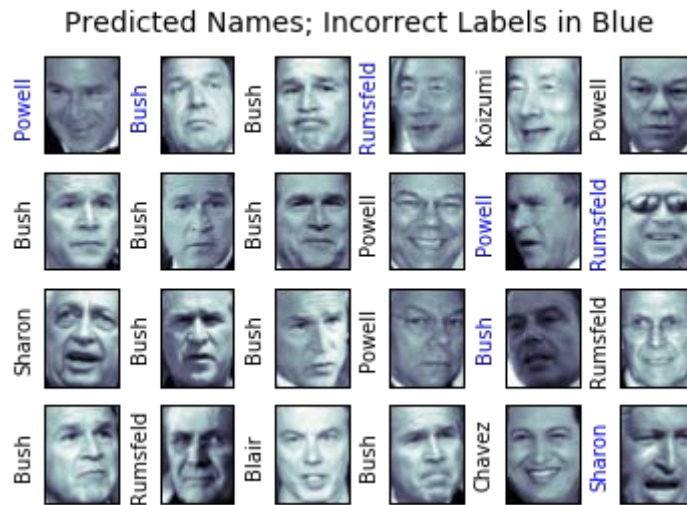 Predicted Names; Incorrect Labels in Blue
Powell Bush Bush Rumsfeld Koizumi Powell
Bush Bush Bush Powell Powell Rumsfeld
Sharon Bush Bush Powell Bush Rumsfeld
Bush Rumsfeld Blair Bush Chavez Sharon